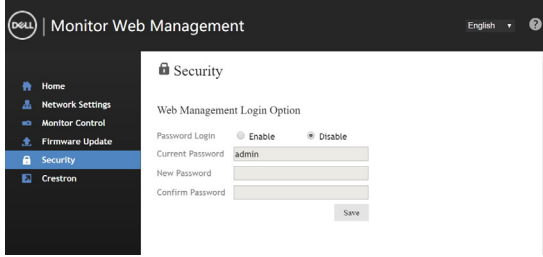 DELL | Monitor Web Management
English ?
Home
Network Settings
Monitor Control
Firmware Update
Security
Crestron
Security
Web Management Login Option
Password Login Enable Disable
Current Password admin
New Password
Confirm Password
Save